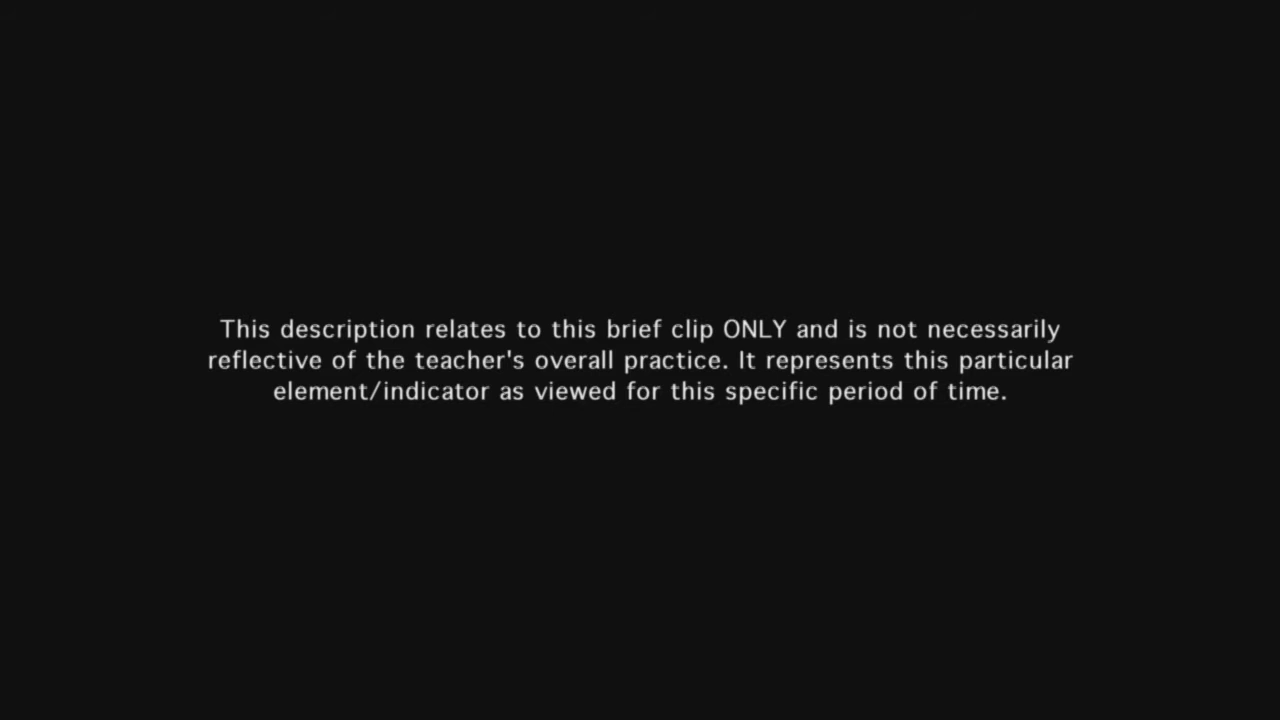 This description relates to this brief clip ONLY and is not necessarily
reflective of the teacher's overall practice. It represents this particular
element/indicator as viewed for this specific period of time.